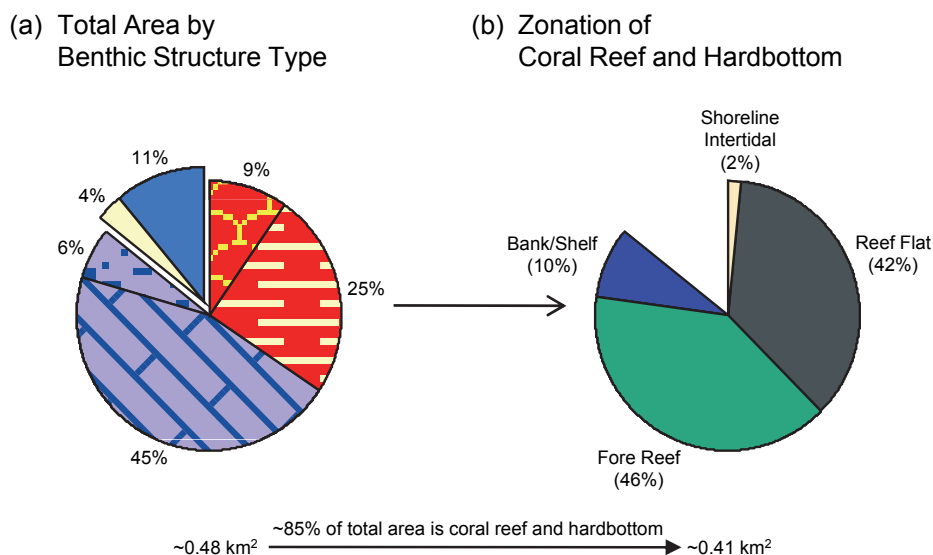 (a) Total Area by
Benthic Structure Type
(b) Zonation of
Coral Reef and Hardbottom
11%
9%
4%
6%
25%
45%
Shoreline
Intertidal
(2%)
Bank/Shelf
(10%)
Reef Flat
(42%)
Fore Reef
(46%)
~85% of total area is coral reef and hardbottom
~0.48 km²
~0.41 km²